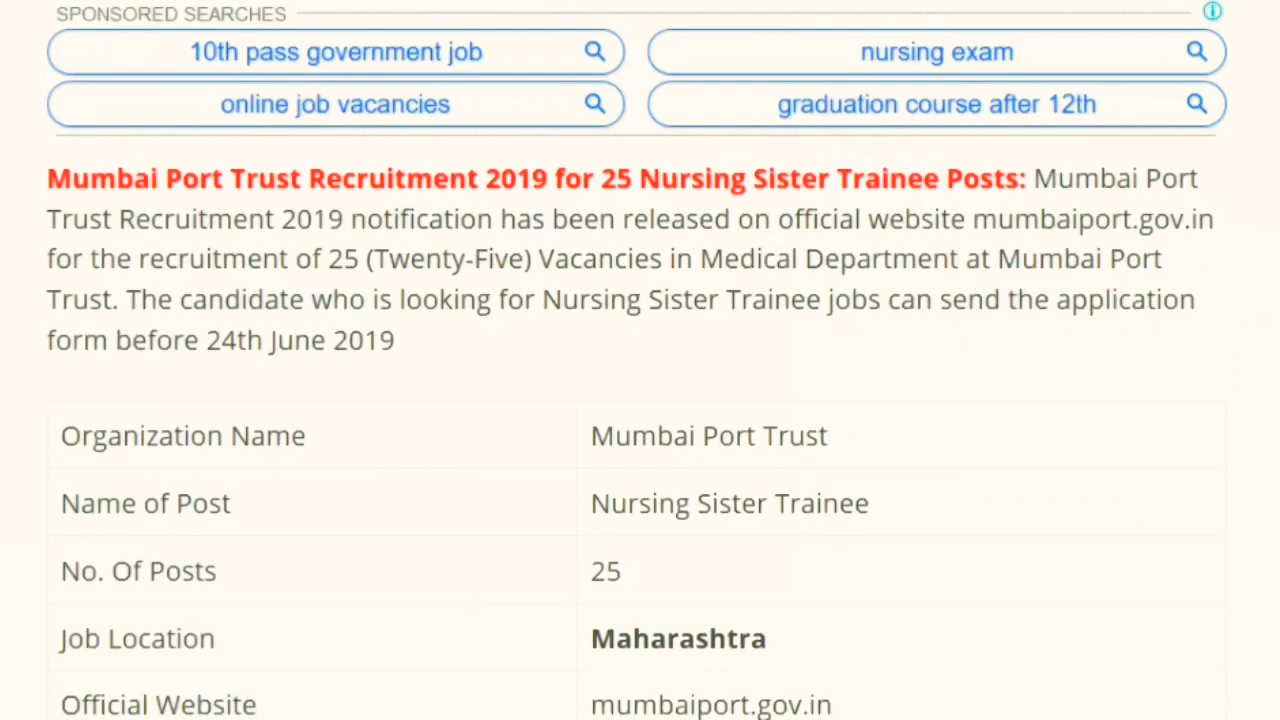 SPONSORED SEARCHES
10th pass government job
nursing exam
online job vacancies
graduation course after 12th
Mumbai Port Trust Recruitment 2019 for 25 Nursing Sister Trainee Posts: Mumbai Port
Trust Recruitment 2019 notification has been released on official website mumbaiport.gov.in
for the recruitment of 25 (Twenty-Five) Vacancies in Medical Department at Mumbai Port
Trust. The candidate who is looking for Nursing Sister Trainee jobs can send the application
form before 24th June 2019
Organization Name Mumbai Port Trust
Name of Post Nursing Sister Trainee
No. Of Posts 25
Job Location Maharashtra
Official Website mumbaiport.gov.in